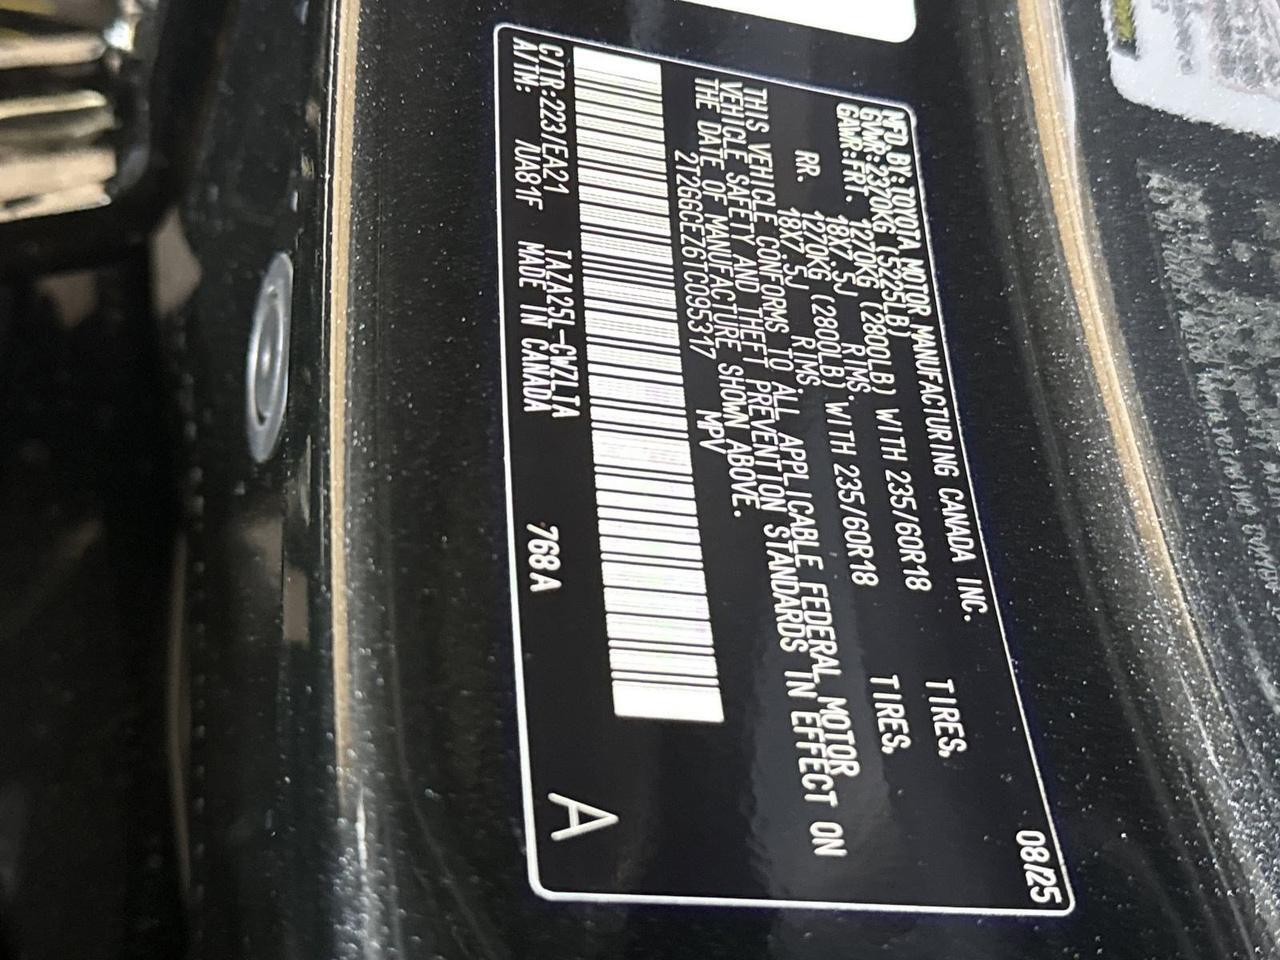 MFD.BY TOYOTA MOTOR MANUFACTURING CANADA INC. 08/25
GVWR:2370KG (5225LB)
GAWR:FRT. 1270KG (2800LB) WITH 235/60R18 TIRES,
18X7.5J RIMS.
RR. 1270KG (2800LB) WITH 235/60R18 TIRES,
18X7.5J RIMS.
THIS VEHICLE CONFORMS TO ALL APPLICABLE FEDERAL MOTOR
VEHICLE SAFETY AND THEFT PREVENTION STANDARDS IN EFFECT ON
THE DATE OF MANUFACTURE SHOWN ABOVE.
2T2GGCEZ6TC095317 MPV
C/TR:223/EA21 TAZA25L-CWZLTA 768A A
A/TM: /UA81F MADE IN CANADA